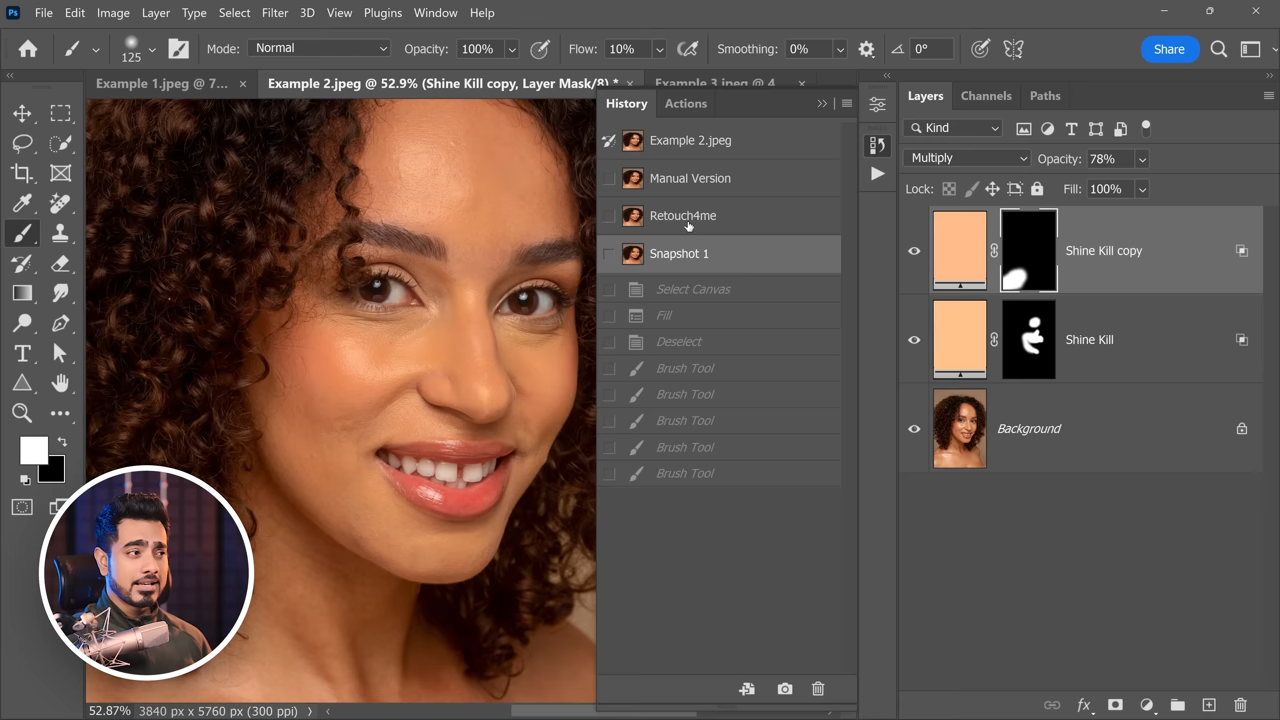 Ps File Edit Image Layer Type Select Filter 3D View Plugins Window Help
125 Mode: Normal Opacity: 100% Flow: 10% Smoothing: 0% 0° Share
Example 1.jpeg @ 7... × Example 2.jpeg @ 52.9% (Shine Kill copy, Layer Mask/8) * × Example 3.jpeg @ 4 ×
History Actions
Example 2.jpeg
Manual Version
Retouch4me
Snapshot 1
Select Canvas
Fill
Deselect
Brush Tool
Brush Tool
Brush Tool
Brush Tool
Brush Tool
Layers Channels Paths
Kind
Multiply Opacity: 78%
Lock: Fill: 100%
Shine Kill copy
Shine Kill
Background
52.87% 3840 px x 5760 px (300 ppi)